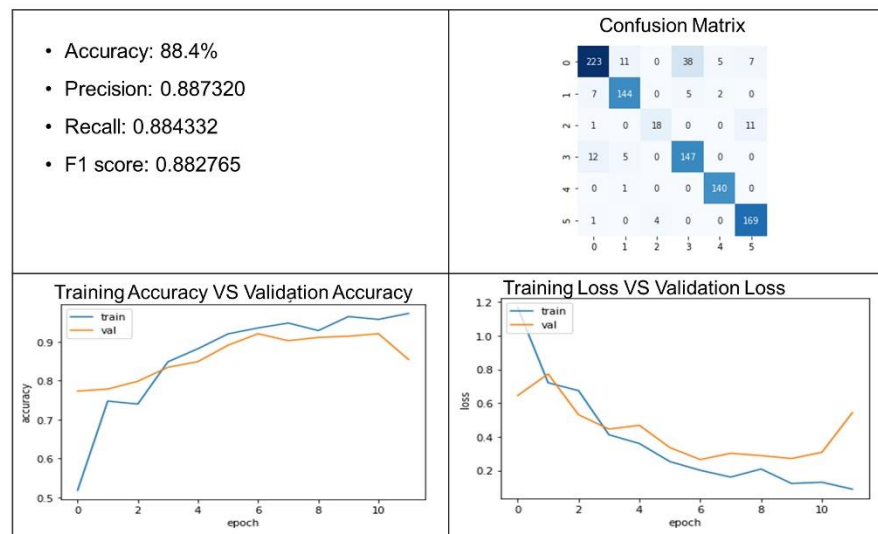 • Accuracy: 88.4%
• Precision: 0.887320
• Recall: 0.884332
• F1 score: 0.882765
Confusion Matrix
0 223 11 0 38 5 7
1 7 144 0 5 2 0
2 1 0 18 0 0 11
3 12 5 0 147 0 0
4 0 1 0 0 140 0
5 1 0 4 0 0 169
0 1 2 3 4 5
Training Accuracy VS Validation Accuracy
train
val
0.9
0.8
0.7
0.6
0.5
accuracy
0 2 4 6 8 10
epoch
Training Loss VS Validation Loss
train
val
1.2
1.0
0.8
0.6
0.4
0.2
loss
0 2 4 6 8 10
epoch